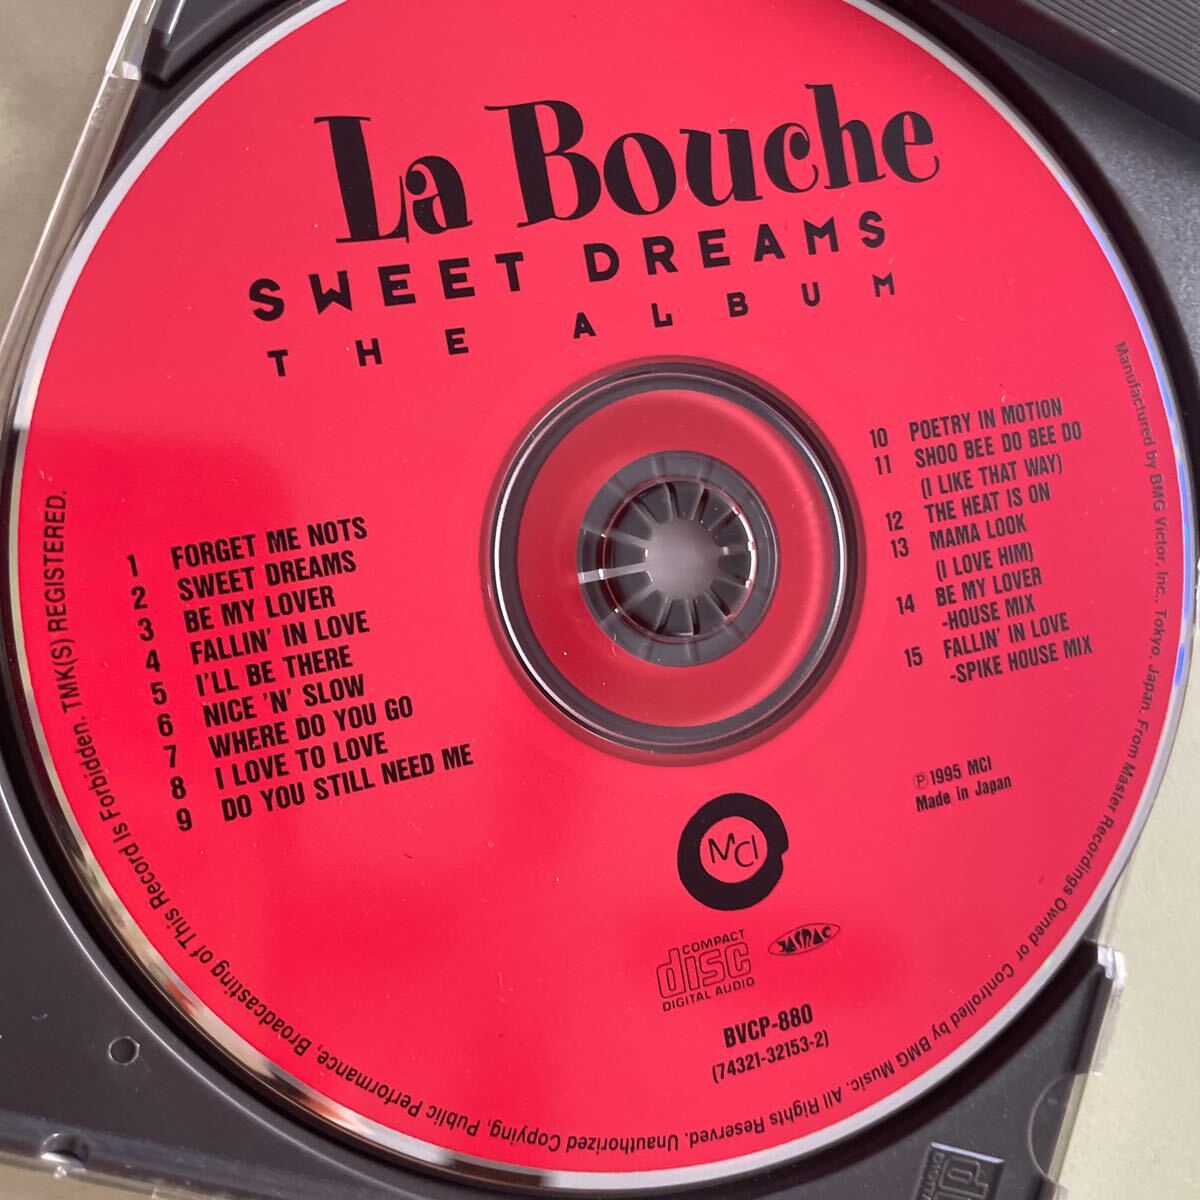 La Bouche
SWEET DREAMS
THE ALBUM
1 FORGET ME NOTS
2 SWEET DREAMS
3 BE MY LOVER
4 FALLIN' IN LOVE
5 I'LL BE THERE
6 NICE 'N' SLOW
7 WHERE DO YOU GO
8 I LOVE TO LOVE
9 DO YOU STILL NEED ME
10 POETRY IN MOTION
11 SHOO BEE DO BEE DO
(I LIKE THAT WAY)
12 THE HEAT IS ON
13 MAMA LOOK
(I LOVE HIM)
14 BE MY LOVER
-HOUSE MIX
15 FALLIN' IN LOVE
-SPIKE HOUSE MIX
℗1995 MCI
Made in Japan
MCI
COMPACT
disc
DIGITAL AUDIO
JASRAC
BVCP-880
(74321-32153-2)
Manufactured by BMG Victor, Inc., Tokyo, Japan. From Master Recordings Owned or Controlled by BMG Music. All Rights Reserved. Unauthorized Copying, Public Performance, Broadcasting of This Record Is Forbidden. TMK(S) REGISTERED.